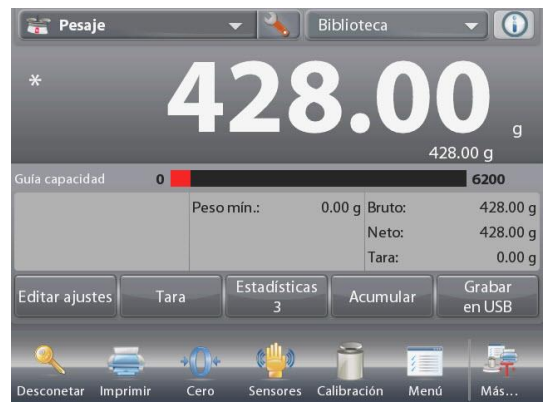 Pesaje Biblioteca
* 428.00 g
428.00 g
Guía capacidad 0 6200
Peso mín.: 0.00 g Bruto: 428.00 g
Neto: 428.00 g
Tara: 0.00 g
Editar ajustes Tara Estadísticas 3 Acumular Grabar en USB
Desconetar Imprimir Cero Sensores Calibración Menú Más...